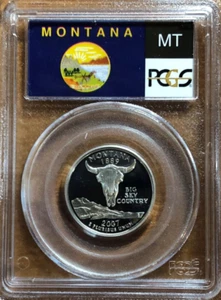 MONTANA
MT
PCGS
MONTANA
1889
BIG
SKY
COUNTRY
2007
E PLURIBUS UNUM